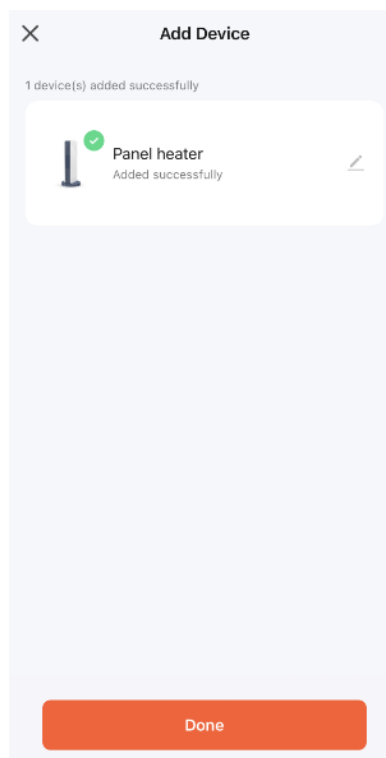 Add Device
1 device(s) added successfully
Panel heater
Added successfully
Done